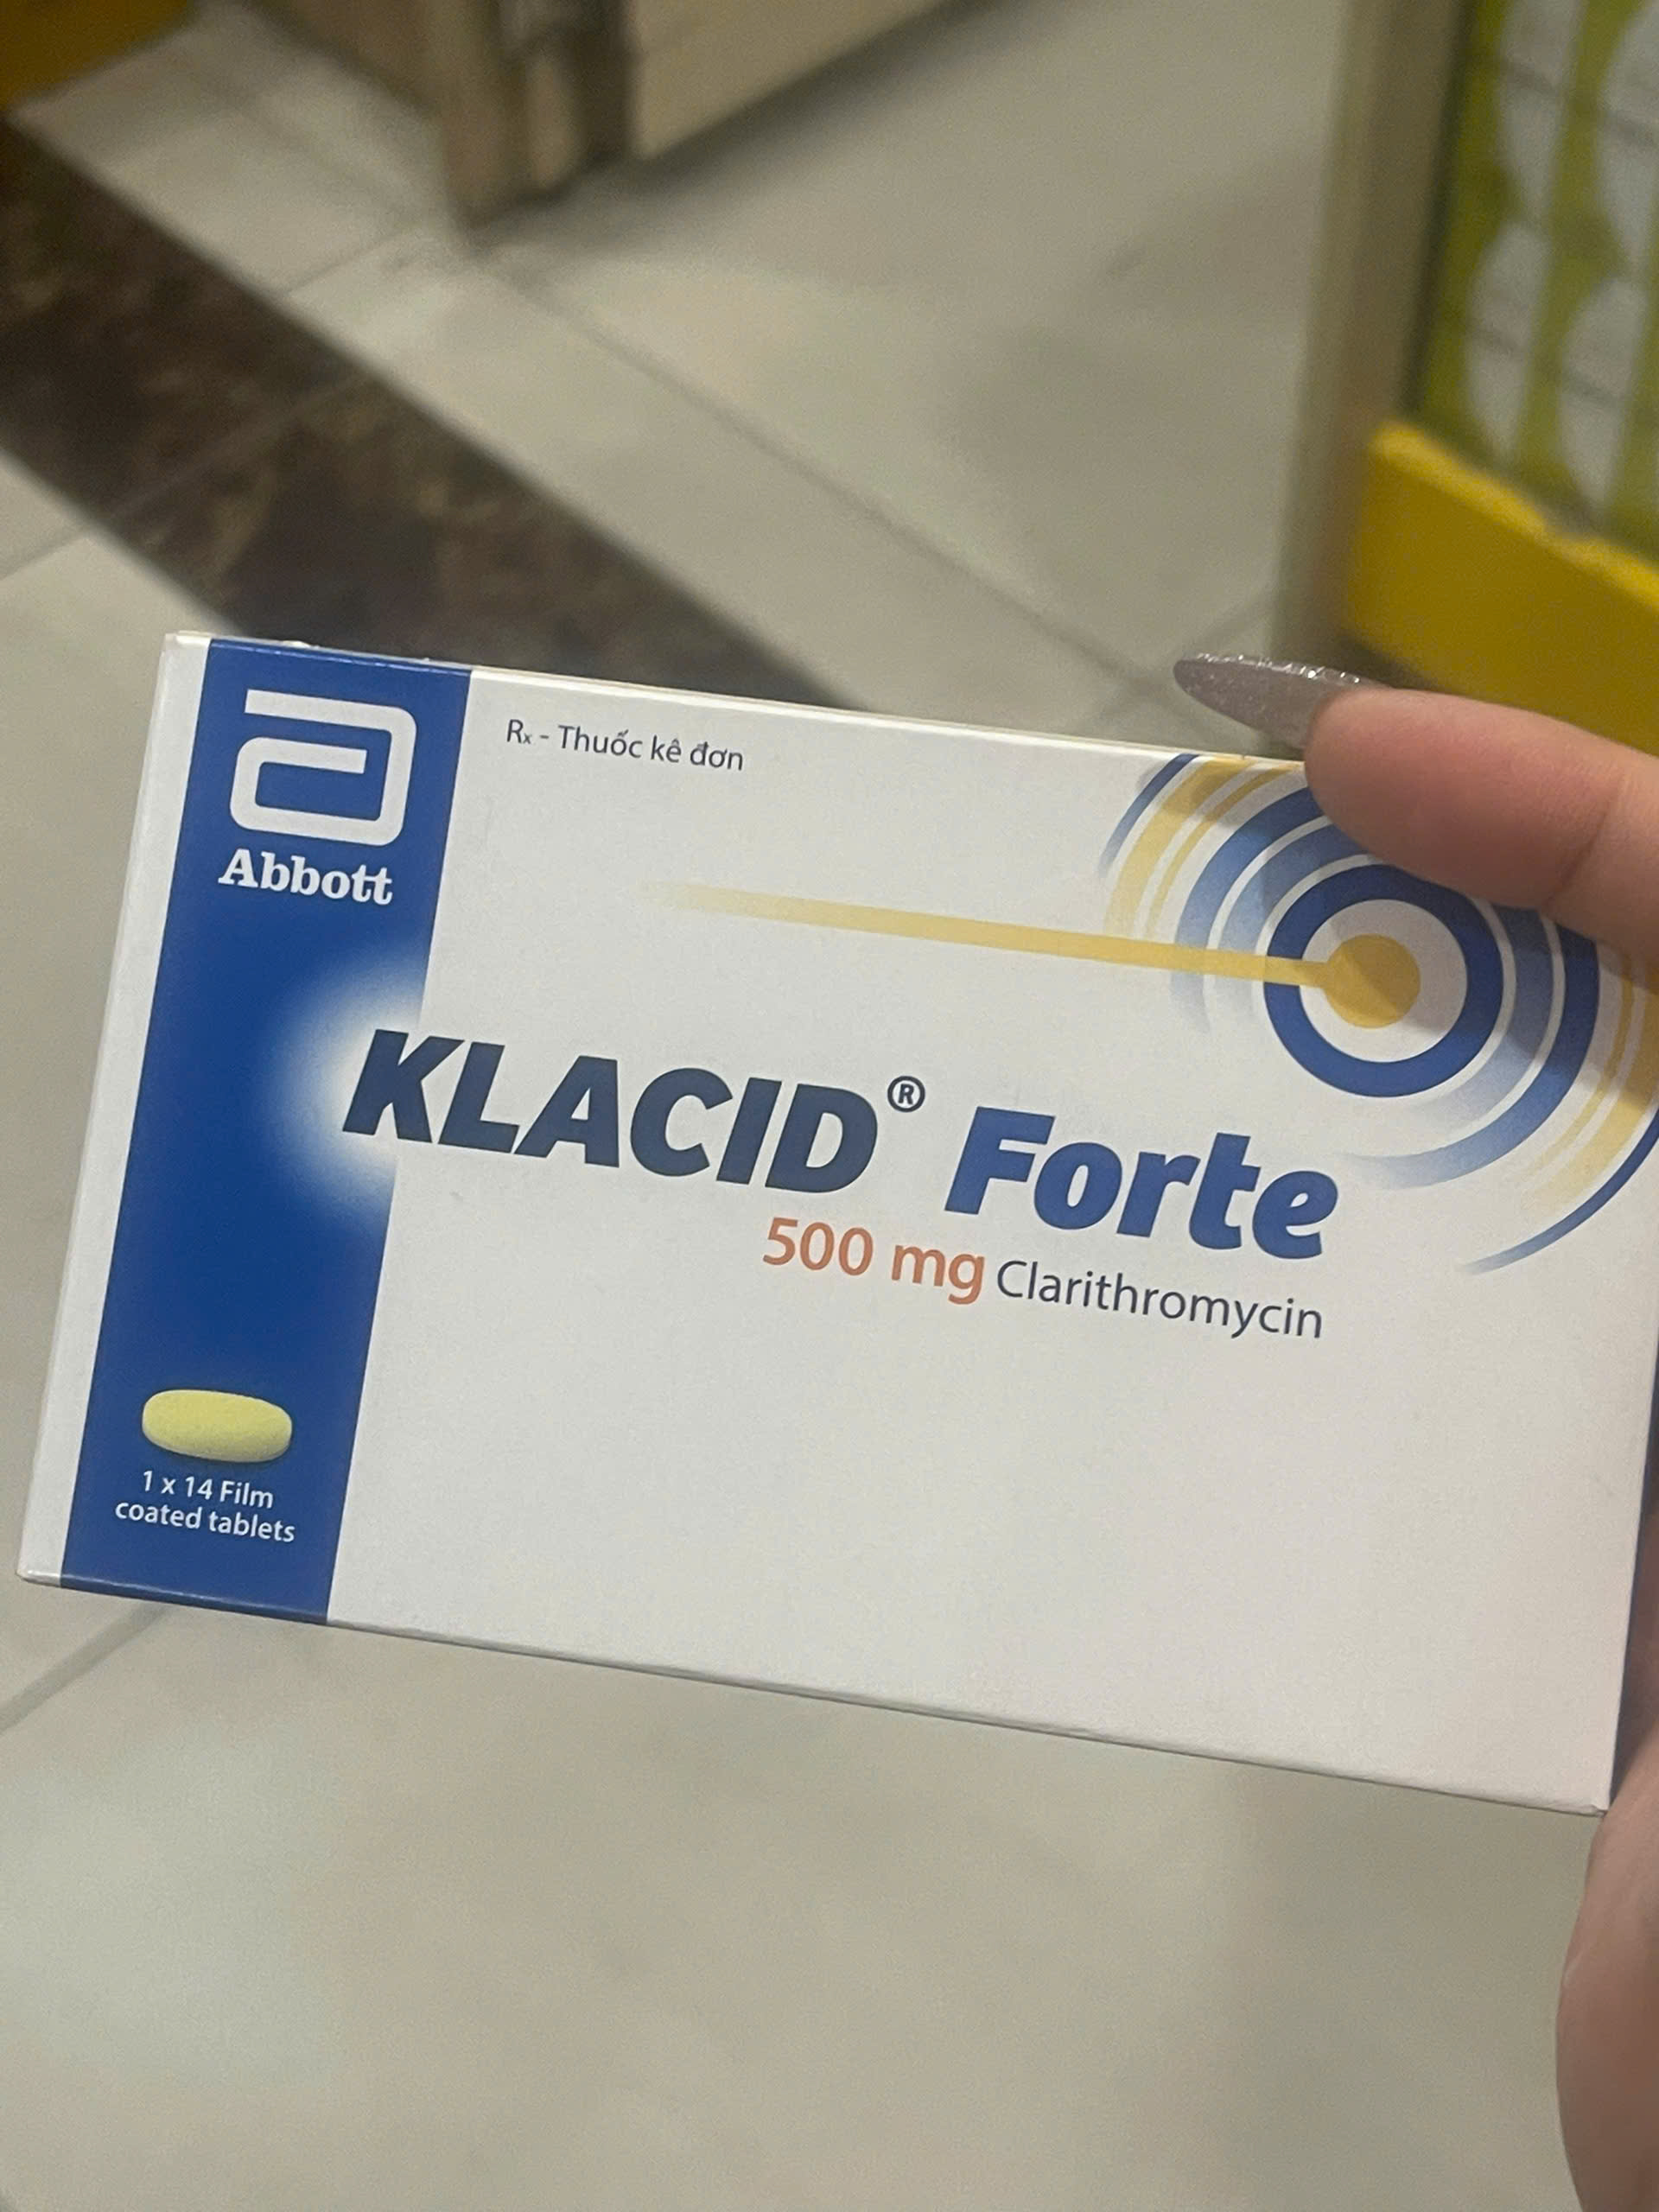 Rx - Thuốc kê đơn
Abbott
KLACID® Forte
500 mg Clarithromycin
1 x 14 Film
coated tablets